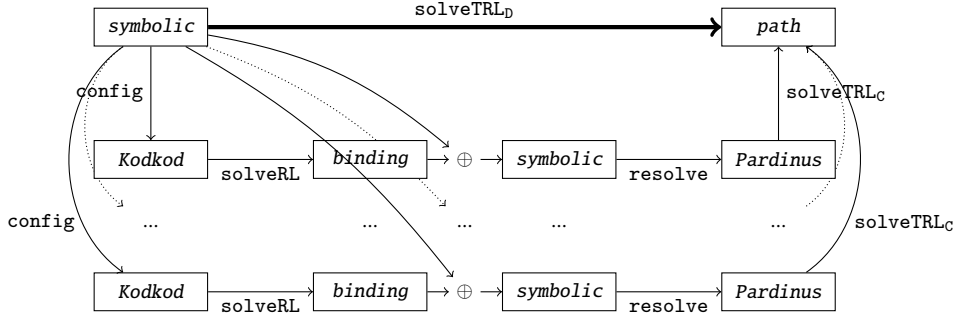 solveTRL_D
symbolic path
config solveTRL_C
Kodkod binding ⊕ symbolic Pardinus
solveRL resolve
config ... ... ... ... ... solveTRL_C
Kodkod binding ⊕ symbolic Pardinus
solveRL resolve